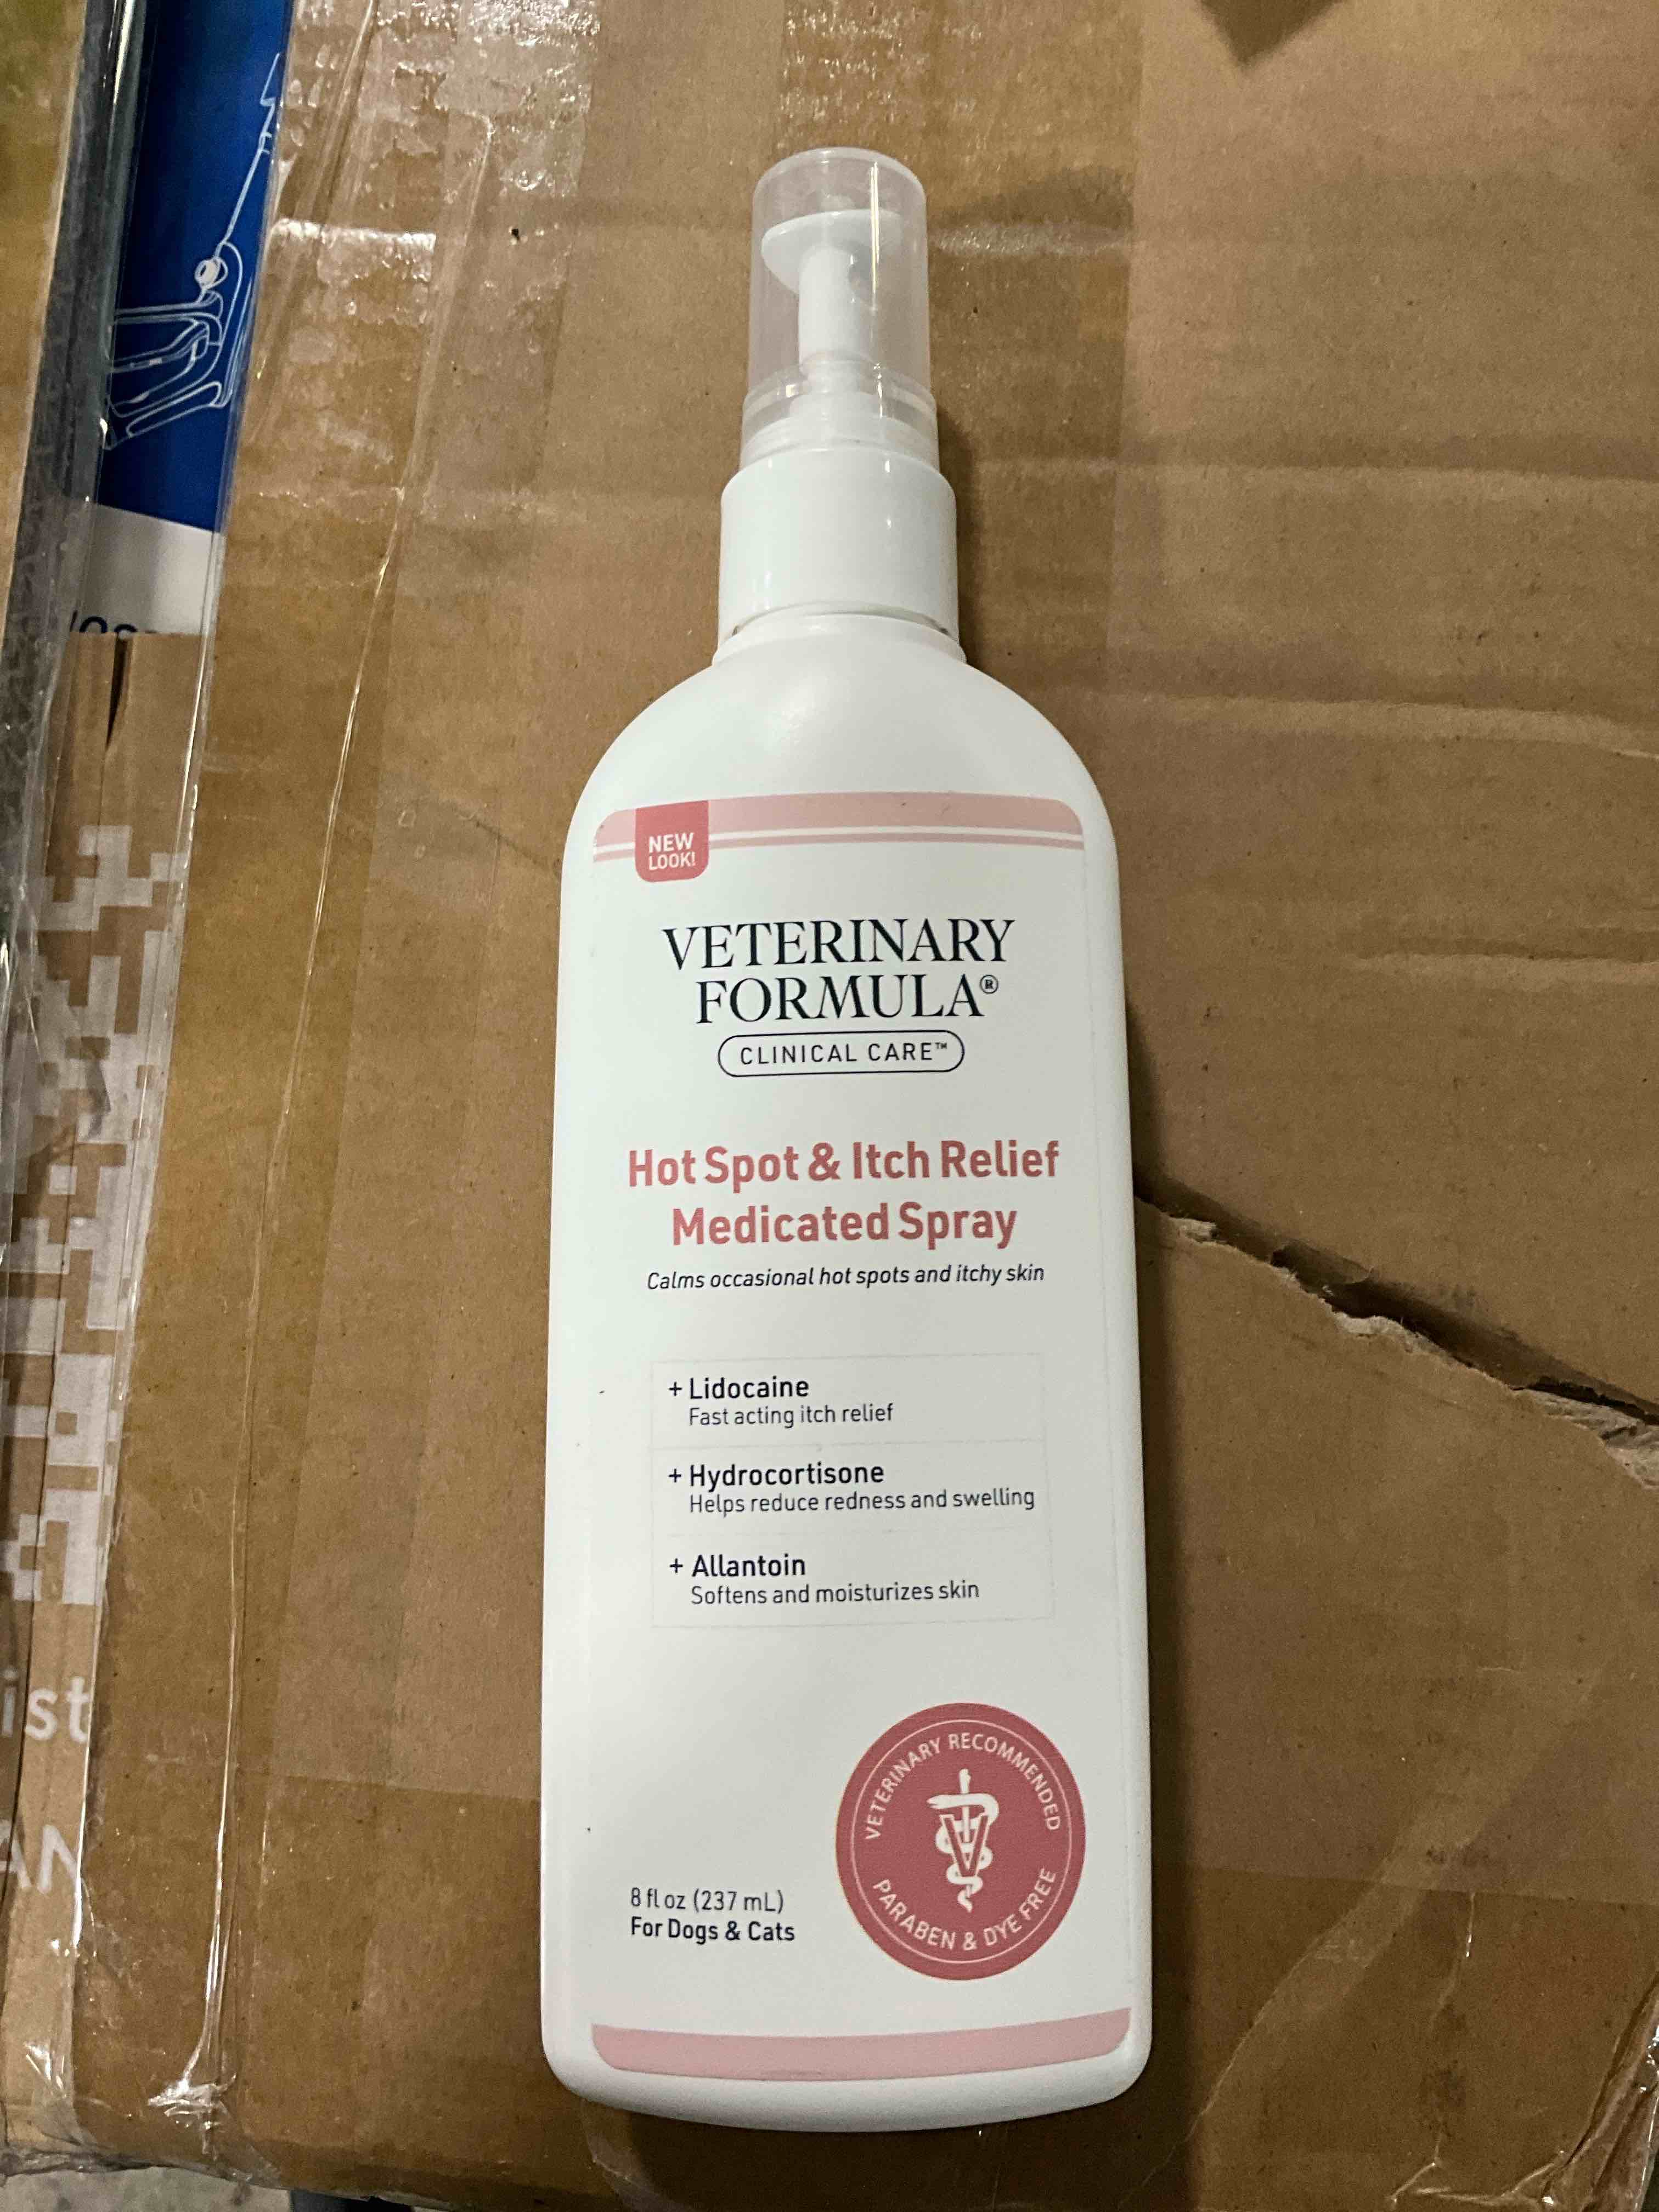 NEW
LOOK!
VETERINARY
FORMULA®
CLINICAL CARE™
Hot Spot & Itch Relief
Medicated Spray
Calms occasional hot spots and itchy skin
+ Lidocaine
Fast acting itch relief
+ Hydrocortisone
Helps reduce redness and swelling
+ Allantoin
Softens and moisturizes skin
VETERINARY RECOMMENDED
PARABEN & DYE FREE
8 fl oz (237 mL)
For Dogs & Cats
ist
AN